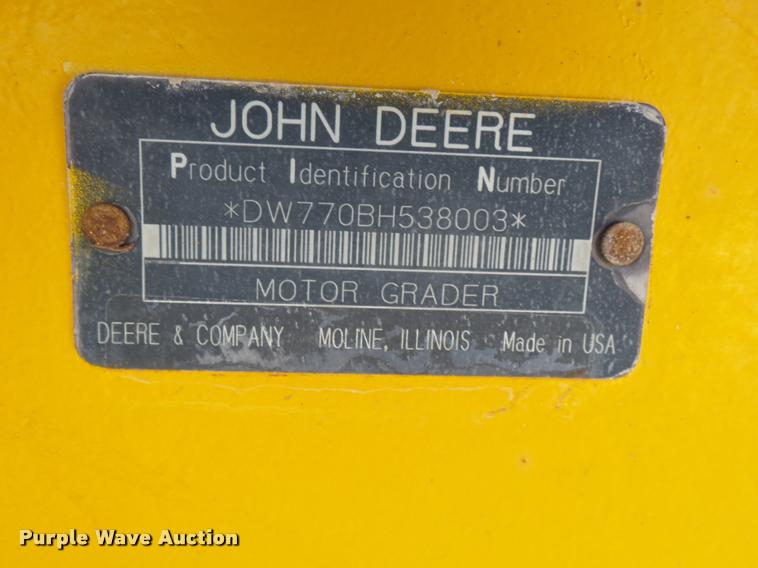 JOHN DEERE
Product Identification Number
*DW770BH538003*
MOTOR GRADER
DEERE & COMPANY MOLINE, ILLINOIS Made in USA
Purple Wave Auction